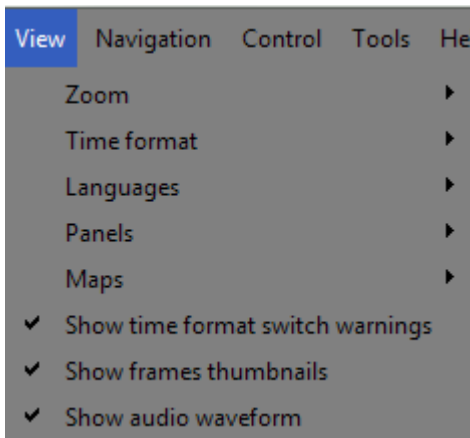 View Navigation Control Tools He
Zoom
Time format
Languages
Panels
Maps
Show time format switch warnings
Show frames thumbnails
Show audio waveform